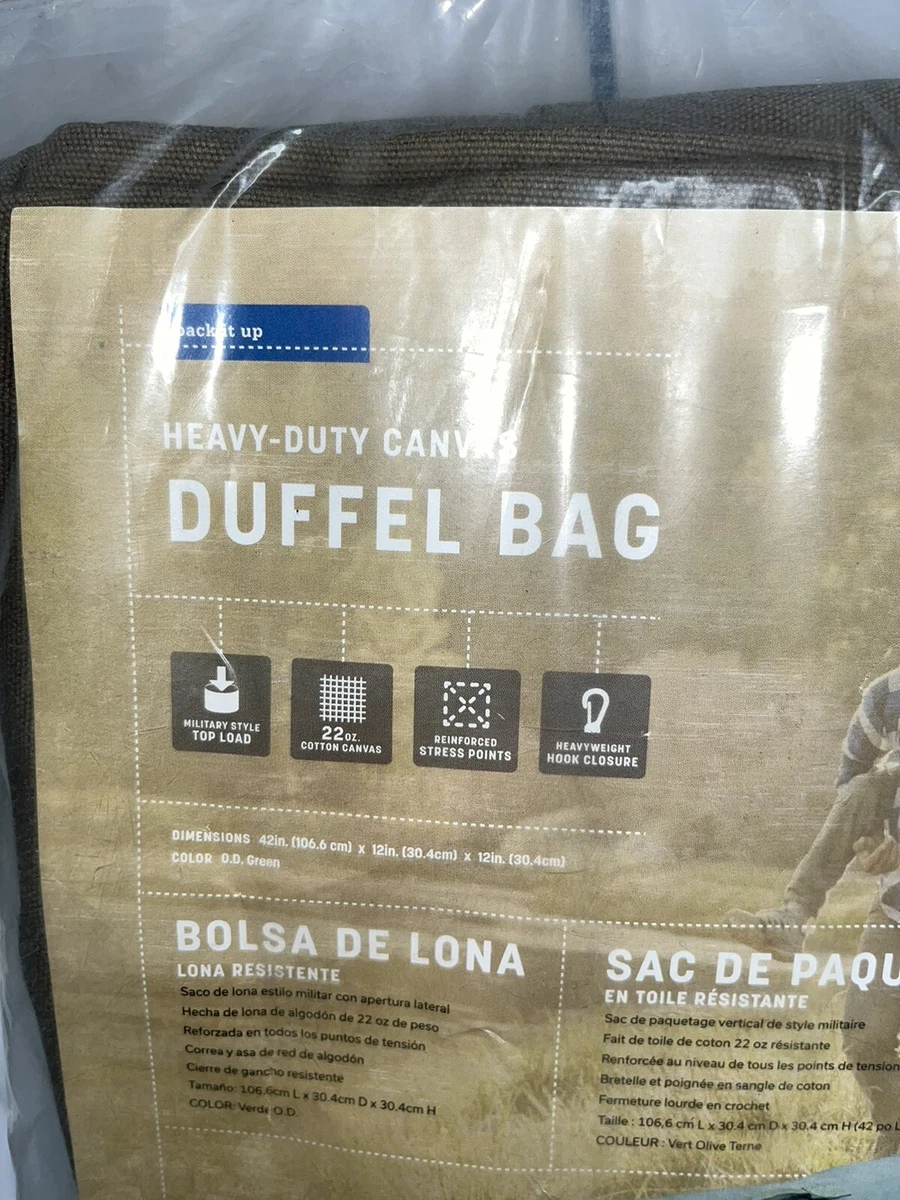 pack it up
HEAVY-DUTY CANVAS
DUFFEL BAG
MILITARY STYLE
TOP LOAD
22oz.
COTTON CANVAS
REINFORCED
STRESS POINTS
HEAVYWEIGHT
HOOK CLOSURE
DIMENSIONS 42in. (106.6 cm) x 12in. (30.4cm) x 12in. (30.4cm)
COLOR O.D. Green
BOLSA DE LONA
LONA RESISTENTE
Saco de lona estilo militar con apertura lateral
Hecha de lona de algodón de 22 oz de peso
Reforzada en todos los puntos de tensión
Correa y asa de red de algodón
Cierre de gancho resistente
Tamaño: 106.6cm L x 30.4cm D x 30.4cm H
COLOR: Verde O.D.
SAC DE PAQU
EN TOILE RÉSISTANTE
Sac de paquetage vertical de style militaire
Fait de toile de coton 22 oz résistante
Renforcée au niveau de tous les points de tension
Bretelle et poignée en sangle de coton
Fermeture lourde en crochet
Taille : 106,6 cm L x 30.4 cm D x 30.4 cm H (42 po L
COULEUR : Vert Olive Terne